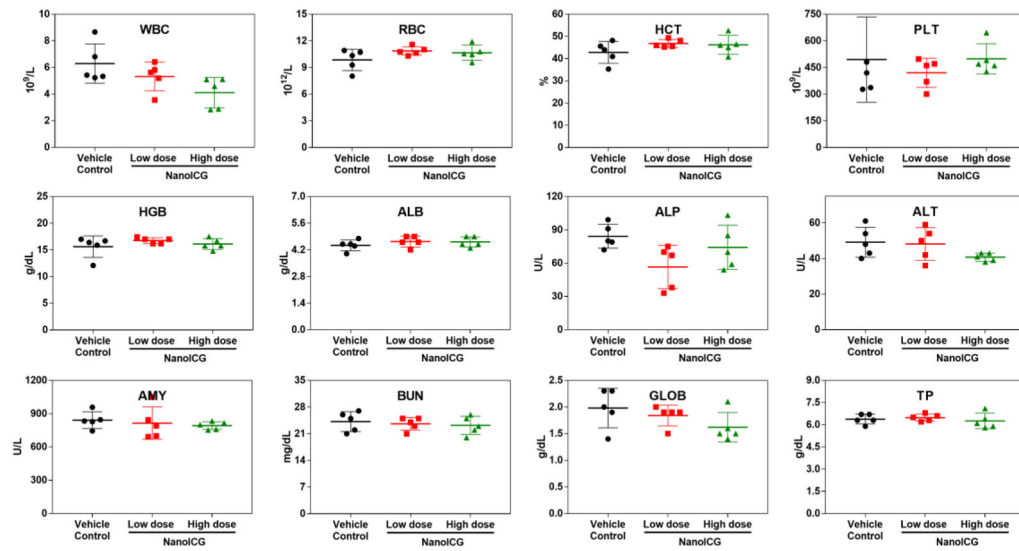 WBC
10⁹/L
10
8
6
4
2
0
Vehicle
Control
Low dose
High dose
NanoICG
RBC
10¹²/L
15
12
9
6
3
0
Vehicle
Control
Low dose
High dose
NanoICG
HCT
%
60
50
40
30
20
10
0
Vehicle
Control
Low dose
High dose
NanoICG
PLT
10⁹/L
600
450
300
150
0
Vehicle
Control
Low dose
High dose
NanoICG
HGB
g/dL
25
20
15
10
5
0
Vehicle
Control
Low dose
High dose
NanoICG
ALB
g/dL
7.0
5.6
4.2
2.8
1.4
0.0
Vehicle
Control
Low dose
High dose
NanoICG
ALP
U/L
120
90
60
30
0
Vehicle
Control
Low dose
High dose
NanoICG
ALT
U/L
60
40
20
0
Vehicle
Control
Low dose
High dose
NanoICG
AMY
U/L
1200
900
600
300
0
Vehicle
Control
Low dose
High dose
NanoICG
BUN
mg/dL
35
28
21
14
7
0
Vehicle
Control
Low dose
High dose
NanoICG
GLOB
g/dL
2.5
2.0
1.5
1.0
0.5
0.0
Vehicle
Control
Low dose
High dose
NanoICG
TP
g/dL
9.0
7.5
6.0
4.5
3.0
1.5
0.0
Vehicle
Control
Low dose
High dose
NanoICG